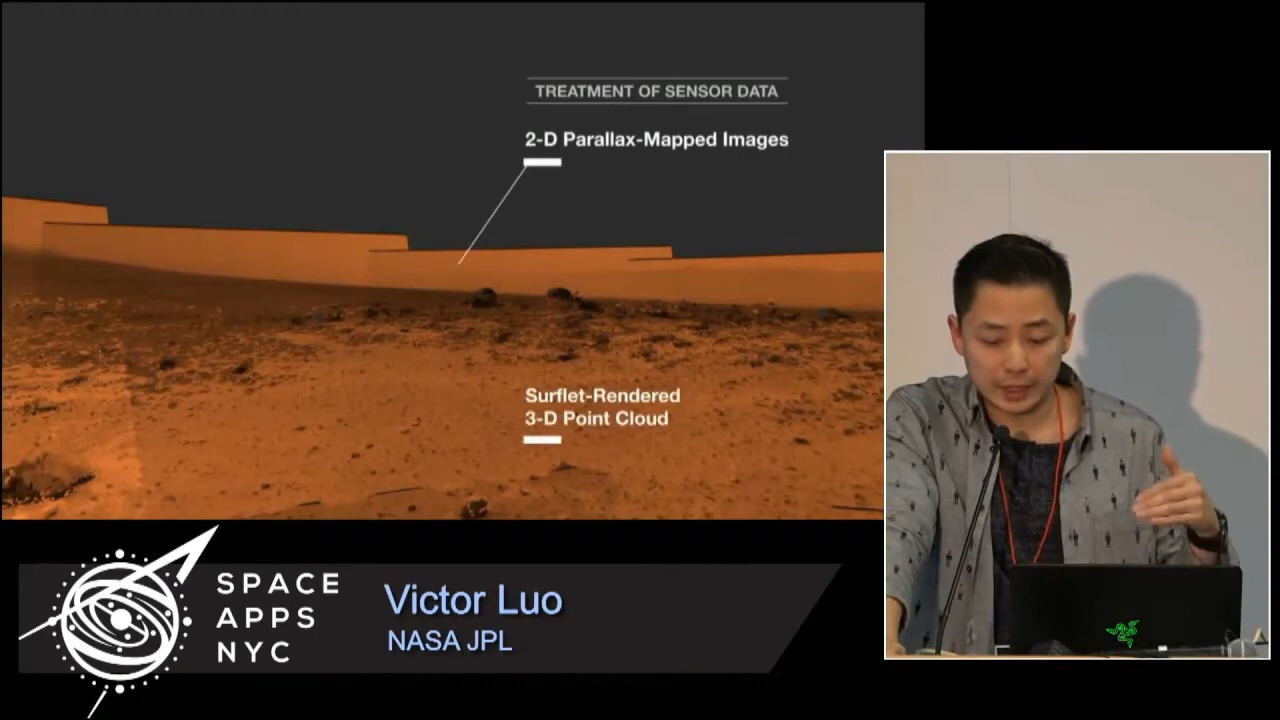 TREATMENT OF SENSOR DATA
2-D Parallax-Mapped Images
Surflet-Rendered
3-D Point Cloud
SPACE
APPS
NYC
Victor Luo
NASA JPL